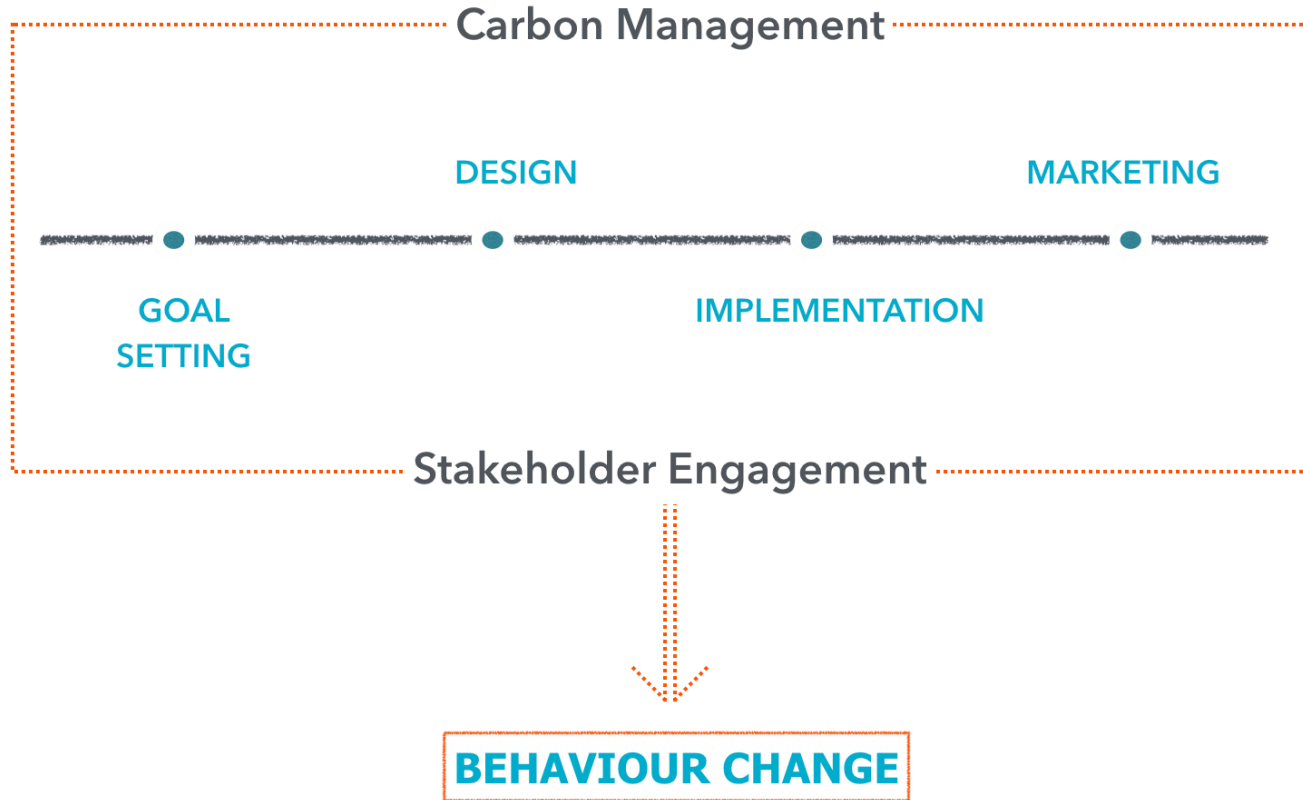 Carbon Management
DESIGN
MARKETING
GOAL
SETTING
IMPLEMENTATION
Stakeholder Engagement
BEHAVIOUR CHANGE